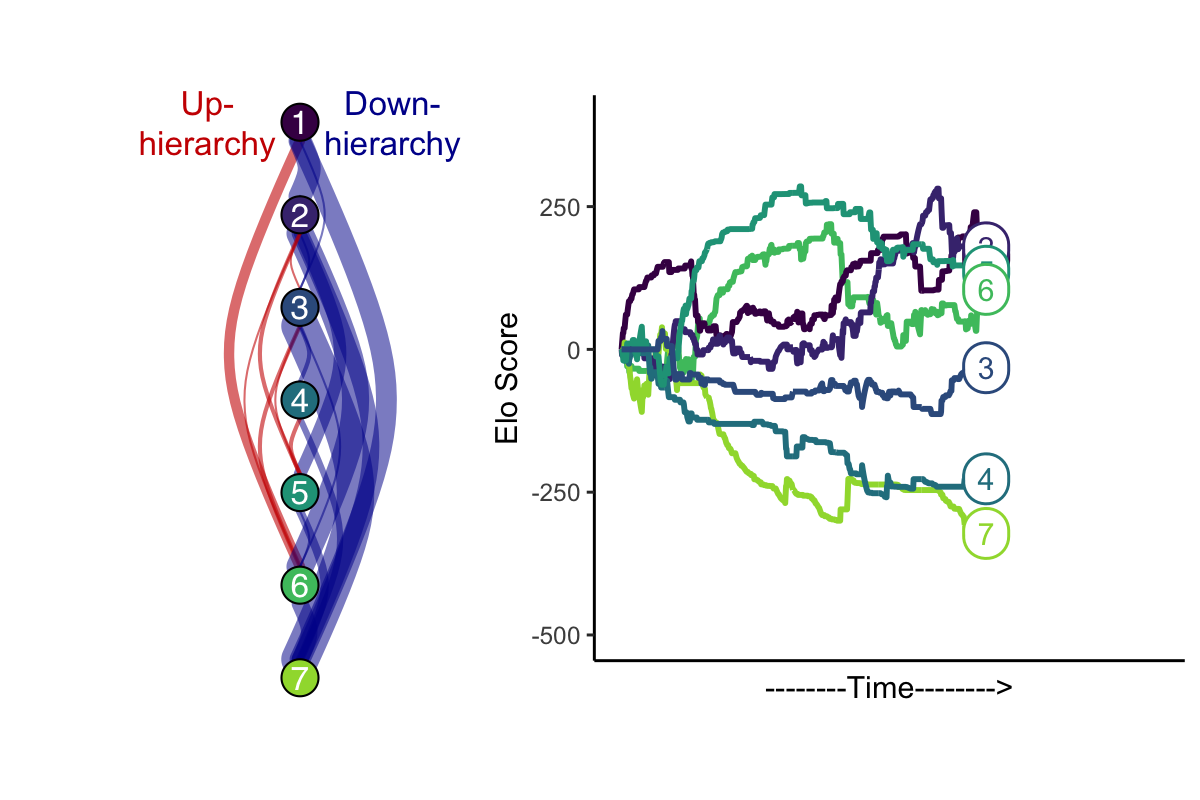 Up-
hierarchy
Down-
hierarchy
1
2
3
4
5
6
7
Elo Score
250
0
-250
-500
6
3
4
7
--------Time-------->